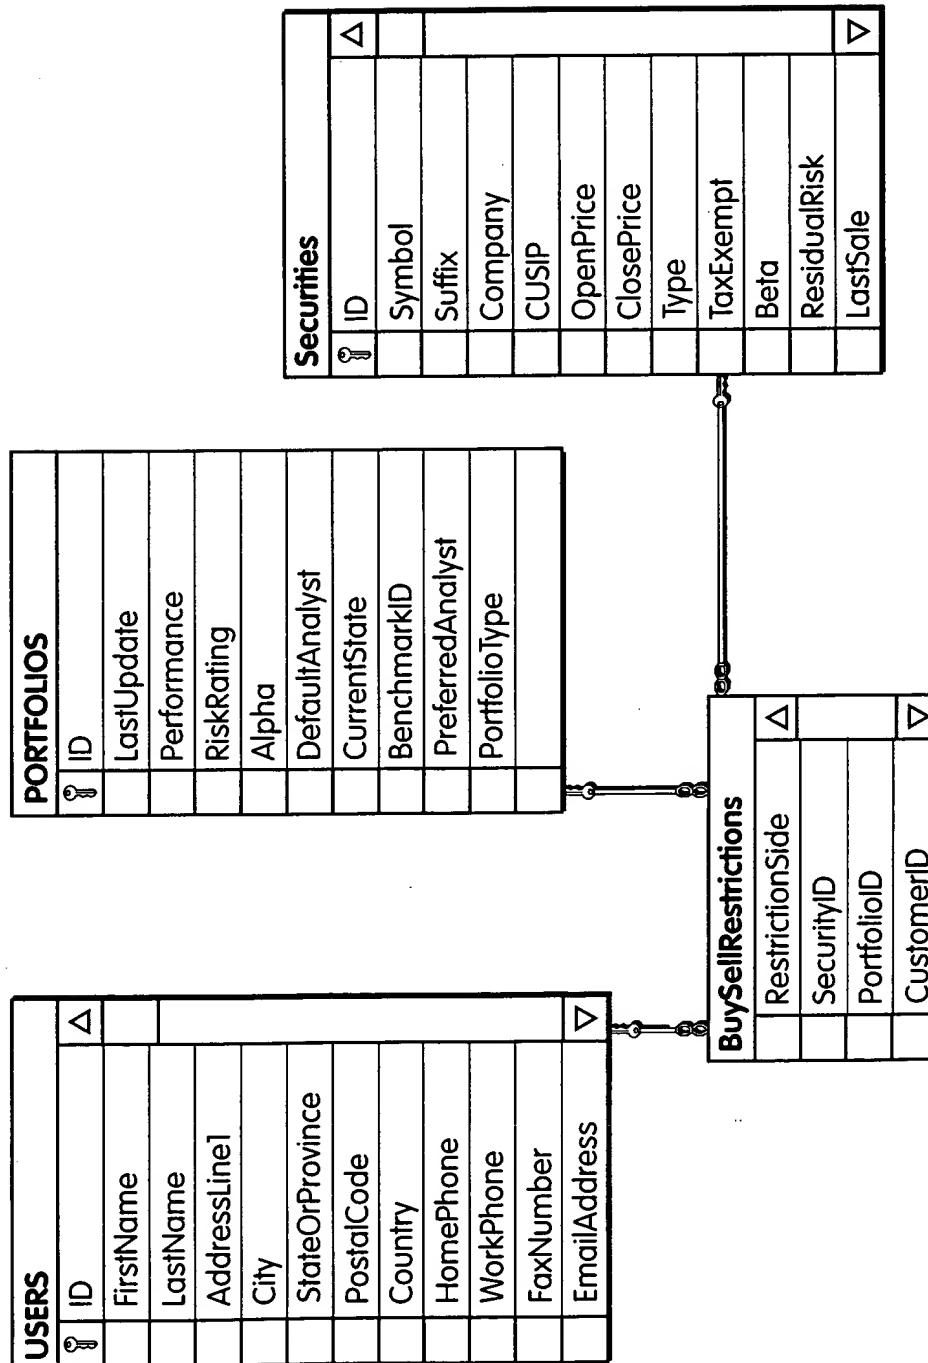 USERS
ID
FirstName
LastName
AddressLine1
City
StateOrProvince
PostalCode
Country
HomePhone
WorkPhone
FaxNumber
EmailAddress
PORTFOLIOS
ID
LastUpdate
Performance
RiskRating
Alpha
DefaultAnalyst
CurrentState
BenchmarkID
PreferredAnalyst
PortfolioType
Securities
ID
Symbol
Suffix
Company
CUSIP
OpenPrice
ClosePrice
Type
TaxExempt
Beta
ResidualRisk
LastSale
BuySellRestrictions
RestrictionSide
SecurityID
PortfolioID
CustomerID